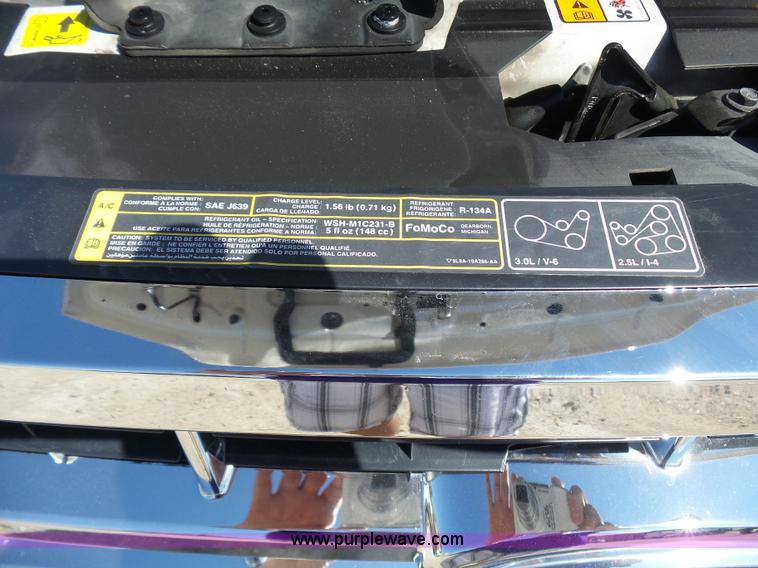 A/C
COMPLIES WITH:
CONFORME À LA NORME
CUMPLE CON:
SAE J639
CHARGE LEVEL:
CHARGE :
CARGA DE LLENADO:
1.56 lb (0.71 kg)
REFRIGERANT:
FRIGORIGÈNE :
REFRIGERANTE:
R-134A
REFRIGERANT OIL – SPECIFICATION:
HUILE DE RÉFRIGÉRATION - NORME :
USE ACEITE PARA REFRIGERANTES CONFORME A NORMA:
WSH-M1C231-B
5 fl oz (148 cc)
FoMoCo
DEARBORN,
MICHIGAN
CAUTION: SYSTEM TO BE SERVICED BY QUALIFIED PERSONNEL.
MISE EN GARDE : NE CONFIER L'ENTRETIEN QU'À UN PERSONNEL QUALIFIÉ.
PRECAUCION: EL SISTEMA DEBE SER ATENDIDO SOLO POR PERSONAL CALIFICADO.
9L8A-19A286-AA
3.0L / V-6
2.5L / I-4
www.purplewave.com